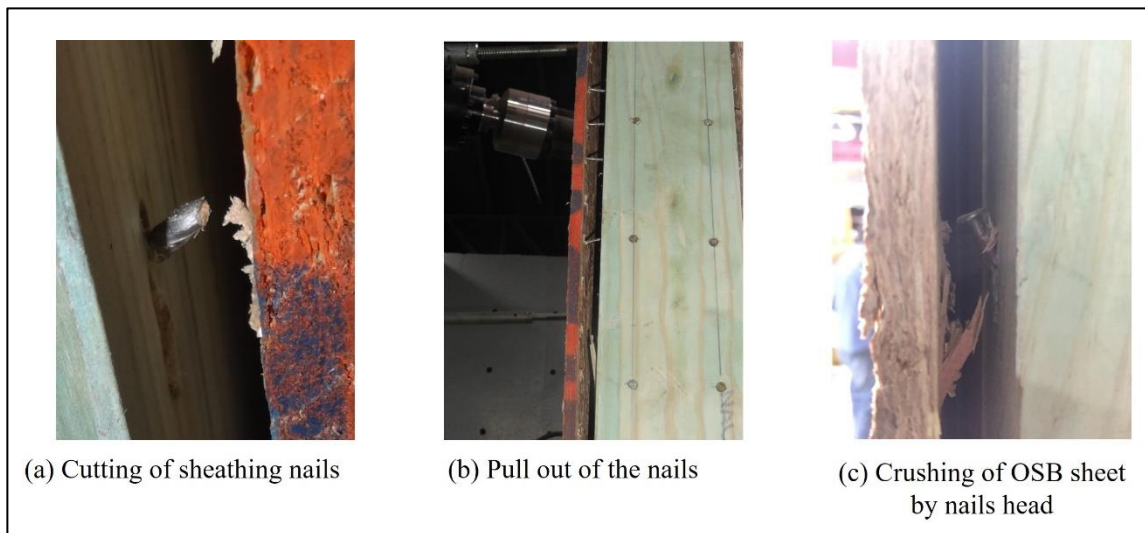 (a) Cutting of sheathing nails
(b) Pull out of the nails
(c) Crushing of OSB sheet
by nails head